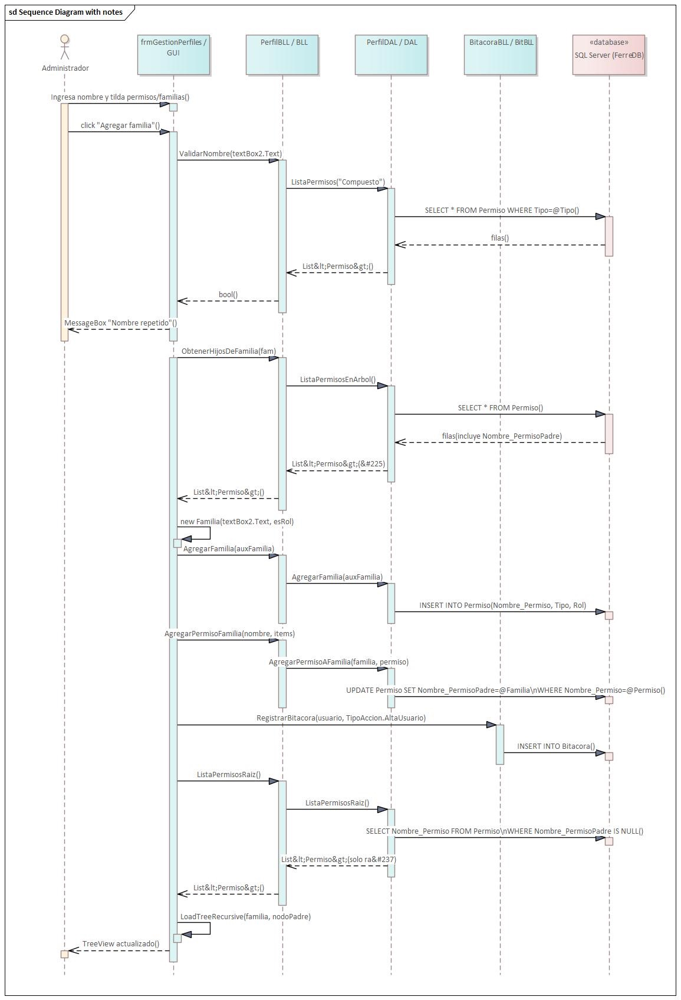 sd Sequence Diagram with notes
Administrador
frmGestionPerfiles /
GUI
PerfilBLL / BLL
PerfilDAL / DAL
BitacoraBLL / BitBLL
«database»
SQL Server (FerreDB)
Ingresa nombre y tilda permisos/familias()
click "Agregar familia"()
ValidarNombre(textBox2.Text)
ListaPermisos("Compuesto")
SELECT * FROM Permiso WHERE Tipo=@Tipo()
filas()
List&lt;Permiso&gt;()
bool()
MessageBox "Nombre repetido"()
ObtenerHijosDeFamilia(fam)
ListaPermisosEnArbol()
SELECT * FROM Permiso()
filas(incluye Nombre_PermisoPadre)
List&lt;Permiso&gt;(&#225)
List&lt;Permiso&gt;()
new Familia(textBox2.Text, esRol)
AgregarFamilia(auxFamilia)
AgregarFamilia(auxFamilia)
INSERT INTO Permiso(Nombre_Permiso, Tipo, Rol)
AgregarPermisoFamilia(nombre, items)
AgregarPermisoAFamilia(familia, permiso)
UPDATE Permiso SET Nombre_PermisoPadre=@Familia\nWHERE Nombre_Permiso=@Permiso()
RegistrarBitacora(usuario, TipoAccion.AltaUsuario)
INSERT INTO Bitacora()
ListaPermisosRaiz()
ListaPermisosRaiz()
SELECT Nombre_Permiso FROM Permiso\nWHERE Nombre_PermisoPadre IS NULL()
List&lt;Permiso&gt;(solo ra&#237)
List&lt;Permiso&gt;()
LoadTreeRecursive(familia, nodoPadre)
TreeView actualizado()